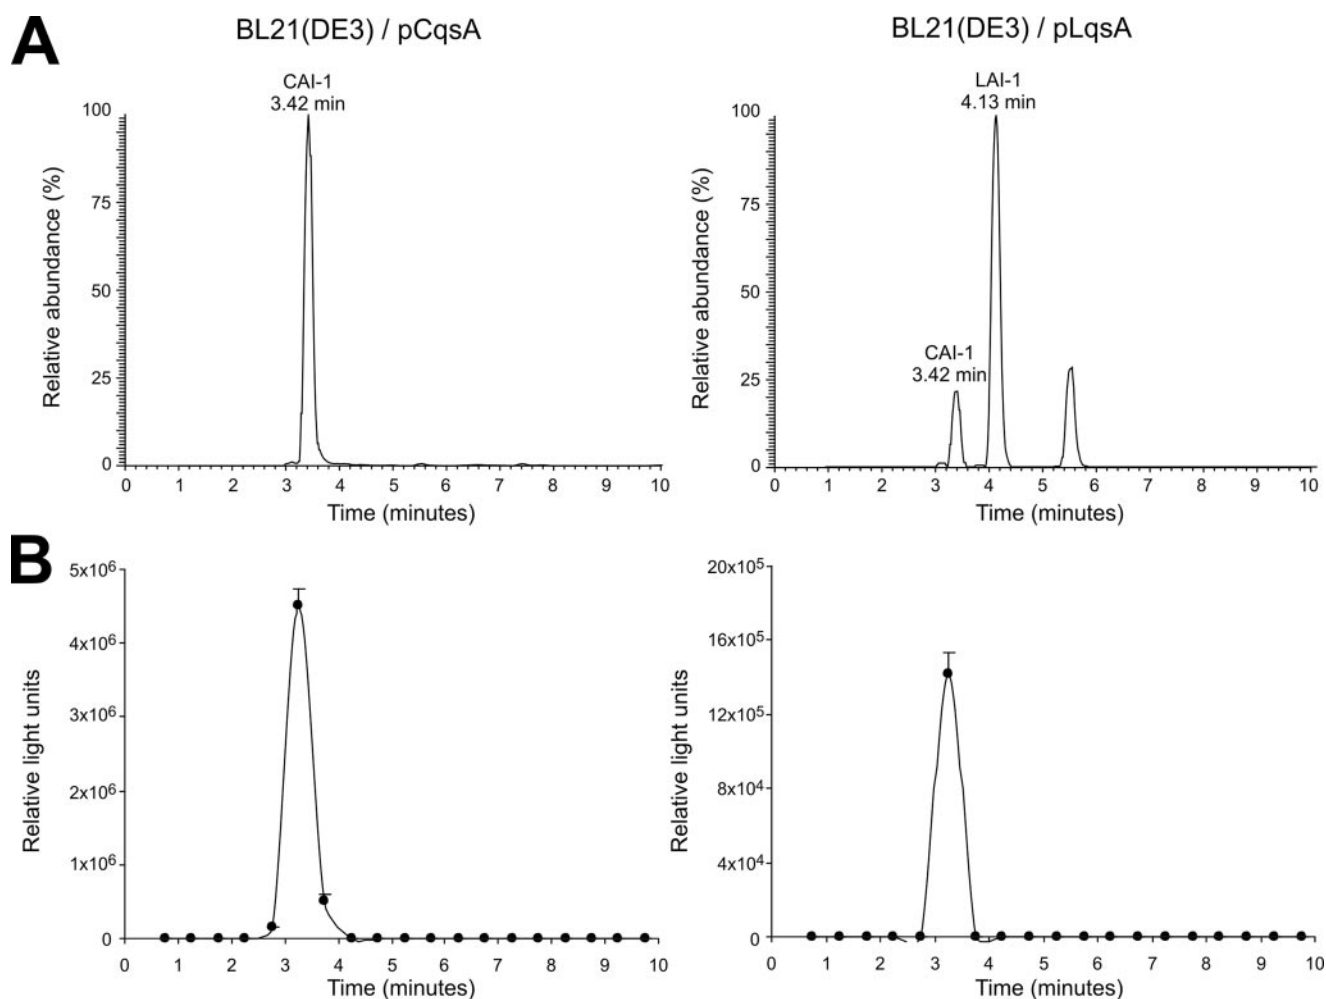 A
BL21(DE3) / pCqsA
BL21(DE3) / pLqsA
CAI-1
3.42 min
Relative abundance (%)
100
75
50
25
0
0 1 2 3 4 5 6 7 8 9 10
Time (minutes)
LAI-1
4.13 min
CAI-1
3.42 min
Relative abundance (%)
100
75
50
25
0
0 1 2 3 4 5 6 7 8 9 10
Time (minutes)
B
Relative light units
5x10⁶
4x10⁶
3x10⁶
2x10⁶
1x10⁶
0
0 1 2 3 4 5 6 7 8 9 10
Time (minutes)
Relative light units
20x10⁵
16x10⁵
12x10⁵
8x10⁴
4x10⁴
0
0 1 2 3 4 5 6 7 8 9 10
Time (minutes)